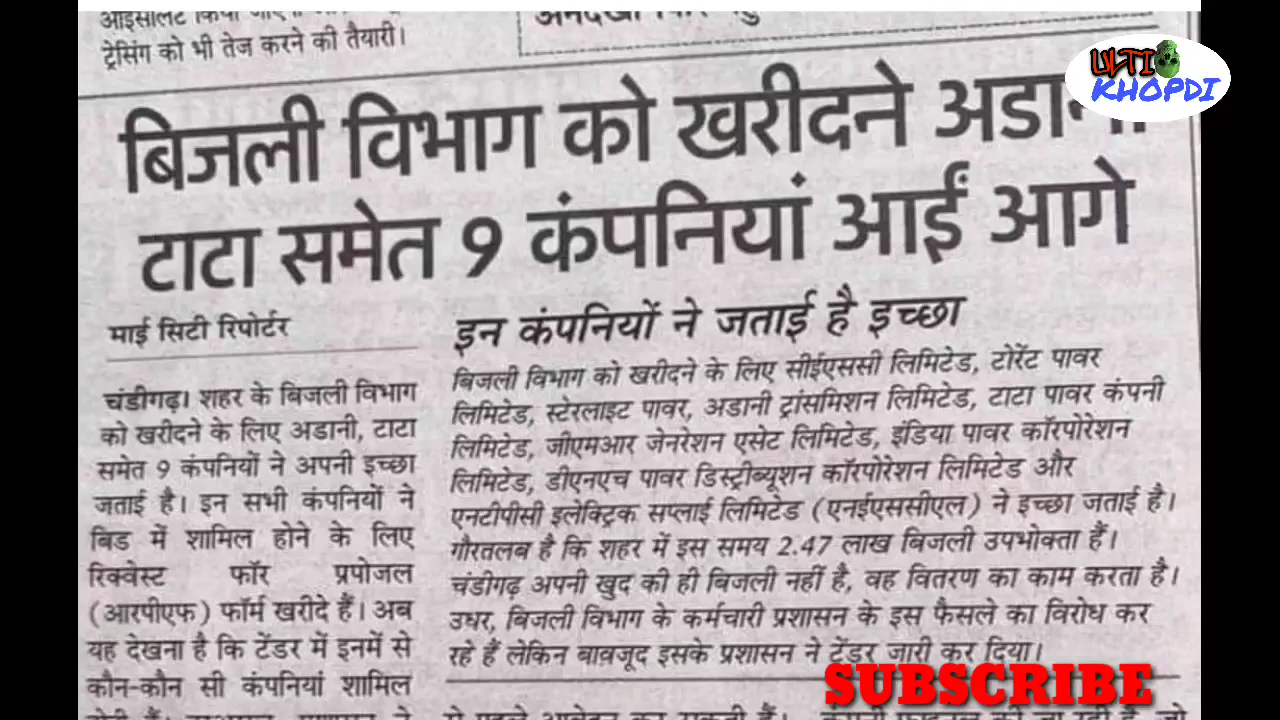 ट्रेसिंग को भी तेज करने की तैयारी।
ULTI
KHOPDI
बिजली विभाग को खरीदने
टाटा समेत 9 कंपनियां आईं आगे
माई सिटी रिपोर्टर
चंडीगढ़। शहर के बिजली विभाग
को खरीदने के लिए अडानी, टाटा
समेत 9 कंपनियों ने अपनी इच्छा
जताई है। इन सभी कंपनियों ने
बिड में शामिल होने के लिए
रिक्वेस्ट फॉर प्रपोजल
(आरपीएफ) फॉर्म खरीदे हैं। अब
यह देखना है कि टेंडर में इनमें से
कौन-कौन सी कंपनियां शामिल
इन कंपनियों ने जताई है इच्छा
बिजली विभाग को खरीदने के लिए सीईएससी लिमिटेड, टोरेंट पावर
लिमिटेड, स्टेरलाइट पावर, अडानी ट्रांसमिशन लिमिटेड, टाटा पावर कंपनी
लिमिटेड, जीएमआर जेनरेशन एसेट लिमिटेड, इंडिया पावर कॉरपोरेशन
लिमिटेड, डीएनएच पावर डिस्ट्रीब्यूशन कॉरपोरेशन लिमिटेड और
एनटीपीसी इलेक्ट्रिक सप्लाई लिमिटेड (एनईएससीएल) ने इच्छा जताई है।
गौरतलब है कि शहर में इस समय 2.47 लाख बिजली उपभोक्ता हैं।
चंडीगढ़ अपनी खुद की ही बिजली नहीं है, वह वितरण का काम करता है।
उधर, बिजली विभाग के कर्मचारी प्रशासन के इस फैसले का विरोध कर
रहे हैं लेकिन बावजूद इसके प्रशासन ने टेंडर जारी कर दिया।
SUBSCRIBE